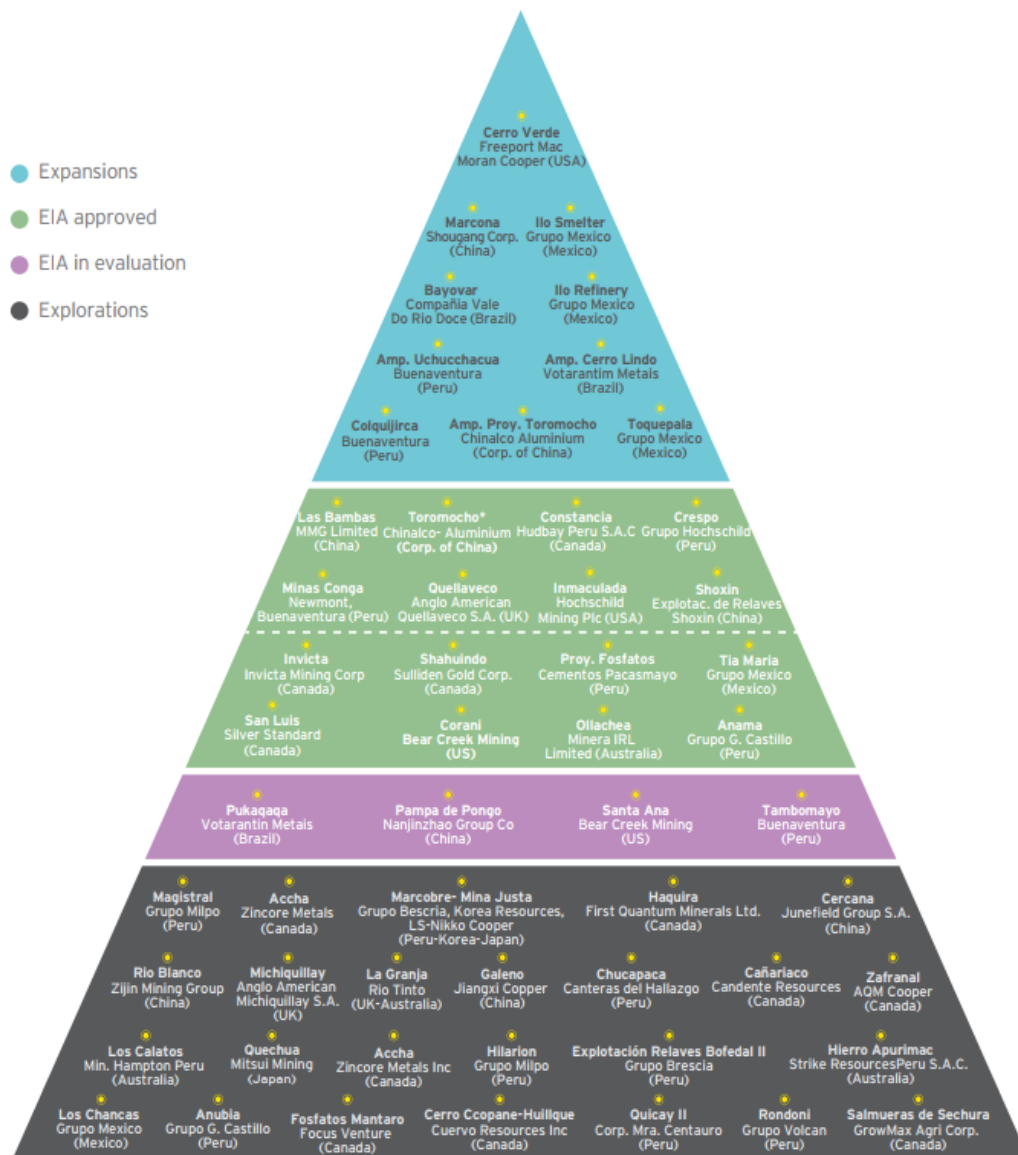 Expansions
EIA approved
EIA in evaluation
Explorations
Cerro Verde
Freeport Mac
Moran Cooper (USA)
Marcona
Shougang Corp.
(China)
Ilo Smelter
Grupo Mexico
(Mexico)
Bayovar
Compañia Vale
Do Rio Doce (Brazil)
Ilo Refinery
Grupo Mexico
(Mexico)
Amp. Uchucchacua
Buenaventura
(Peru)
Amp. Cerro Lindo
Votarantim Metais
(Brazil)
Colquijirca
Buenaventura
(Peru)
Amp. Proy. Toromocho
Chinalco Aluminium
(Corp. of China)
Toquepala
Grupo Mexico
(Mexico)
Las Bambas
MMG Limited
(China)
Toromocho*
Chinalco- Aluminium
(Corp. of China)
Constancia
Hudbay Peru S.A.C
(Canada)
Crespo
Grupo Hochschild
(Peru)
Minas Conga
Newmont,
Buenaventura (Peru)
Quellaveco
Anglo American
Quellaveco S.A. (UK)
Inmaculada
Hochschild
Mining Plc (USA)
Shoxin
Explotac. de Relaves
Shoxin (China)
Invicta
Invicta Mining Corp
(Canada)
Shahuindo
Sulliden Gold Corp.
(Canada)
Proy. Fosfatos
Cementos Pacasmayo
(Peru)
Tia Maria
Grupo Mexico
(Mexico)
San Luis
Silver Standard
(Canada)
Corani
Bear Creek Mining
(US)
Ollachea
Minera IRL
Limited (Australia)
Anama
Grupo G. Castillo
(Peru)
Pukaqaqa
Votarantin Metais
(Brazil)
Pampa de Pongo
Nanjinzhao Group Co
(China)
Santa Ana
Bear Creek Mining
(US)
Tambomayo
Buenaventura
(Peru)
Magistral
Grupo Milpo
(Peru)
Accha
Zincore Metals
(Canada)
Marcobre- Mina Justa
Grupo Bescria, Korea Resources,
LS-Nikko Cooper
(Peru-Korea-Japan)
Haquira
First Quantum Minerals Ltd.
(Canada)
Cercana
Junefield Group S.A.
(China)
Rio Blanco
Zijin Mining Group
(China)
Michiquillay
Anglo American
Michiquillay S.A.
(UK)
La Granja
Rio Tinto
(UK-Australia)
Galeno
Jiangxi Copper
(China)
Chucapaca
Canteras del Hallazgo
(Peru)
Cañariaco
Candente Resources
(Canada)
Zafranal
AQM Cooper
(Canada)
Los Calatos
Min. Hampton Peru
(Australia)
Quechua
Mitsui Mining
(Japan)
Accha
Zincore Metals Inc
(Canada)
Hilarion
Grupo Milpo
(Peru)
Explotación Relaves Bofedal II
Grupo Brescia
(Peru)
Hierro Apurimac
Strike ResourcesPeru S.A.C.
(Australia)
Los Chancas
Grupo Mexico
(Mexico)
Anubia
Grupo G. Castillo
(Peru)
Fosfatos Mantaro
Focus Venture
(Canada)
Cerro Ccopane-Huillque
Cuervo Resources Inc
(Canada)
Quicay II
Corp. Mra. Centauro
(Peru)
Rondoni
Grupo Volcan
(Peru)
Salmueras de Sechura
GrowMax Agri Corp.
(Canada)